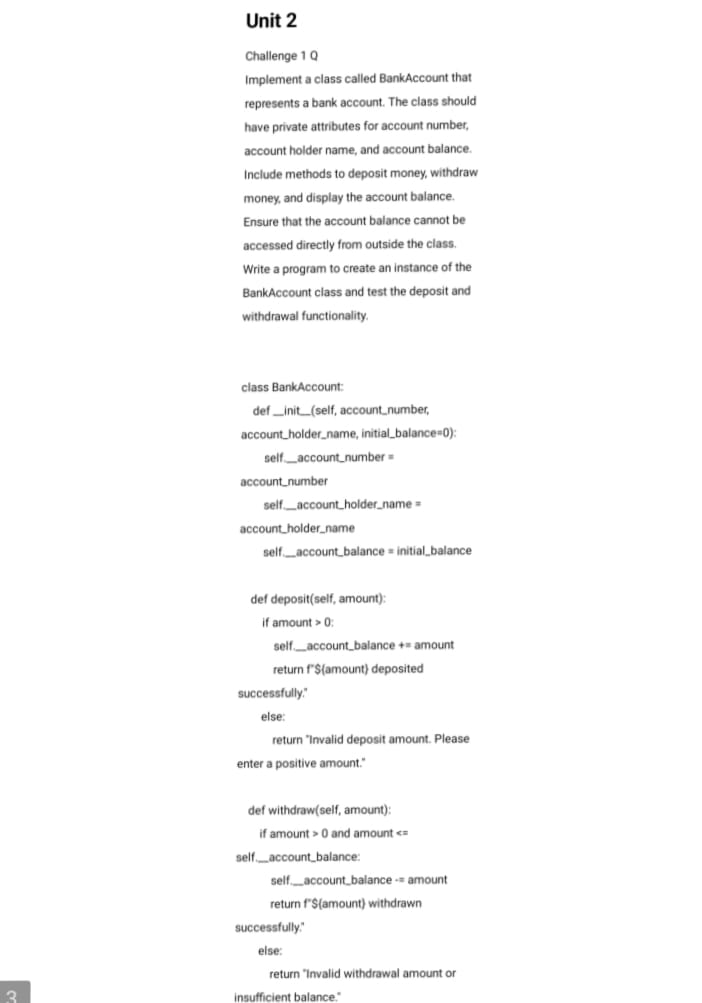 Unit 2
Challenge 1 Q
Implement a class called BankAccount that
represents a bank account. The class should
have private attributes for account number,
account holder name, and account balance.
Include methods to deposit money, withdraw
money, and display the account balance.
Ensure that the account balance cannot be
accessed directly from outside the class.
Write a program to create an instance of the
BankAccount class and test the deposit and
withdrawal functionality.
class BankAccount:
def __init__(self, account_number,
account_holder_name, initial_balance=0):
self.__account_number =
account_number
self.__account_holder_name =
account_holder_name
self.__account_balance = initial_balance
def deposit(self, amount):
if amount > 0:
self.__account_balance += amount
return f"${amount} deposited
successfully."
else:
return "Invalid deposit amount. Please
enter a positive amount."
def withdraw(self, amount):
if amount > 0 and amount <=
self.__account_balance:
self.__account_balance -= amount
return f"${amount} withdrawn
successfully."
else:
return "Invalid withdrawal amount or
insufficient balance."
3